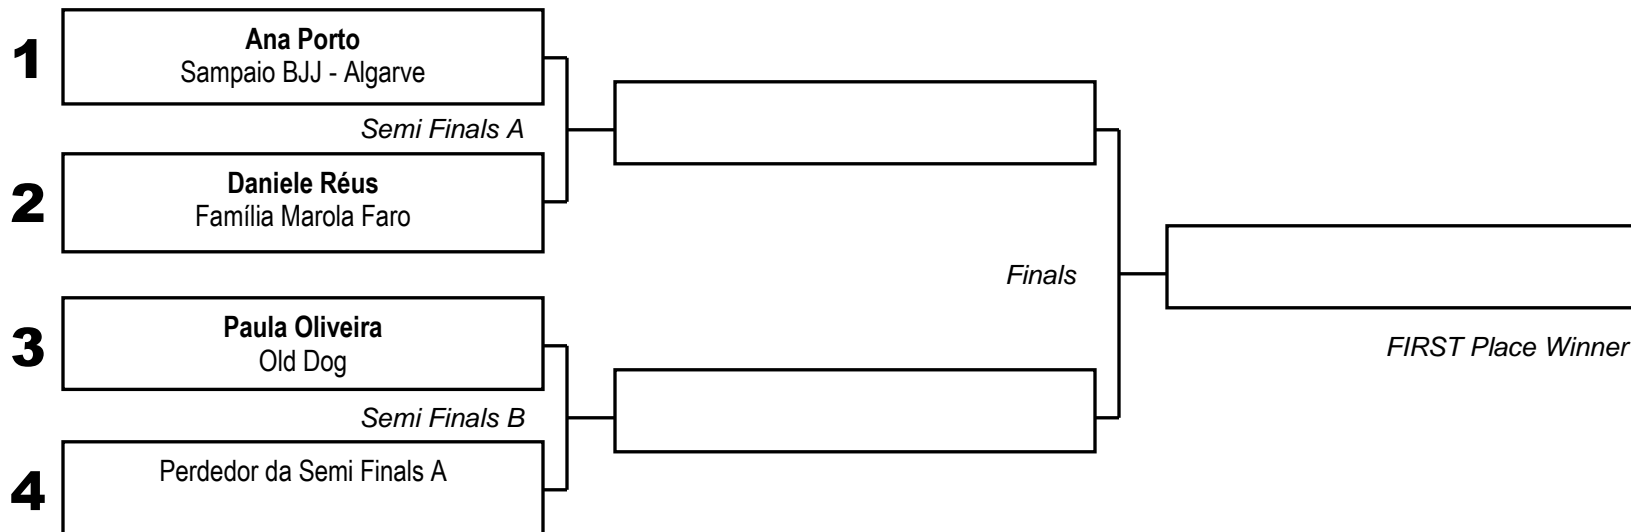 1
Ana Porto
Sampaio BJJ - Algarve
Semi Finals A
2
Daniele Réus
Família Marola Faro
Finals
FIRST Place Winner
3
Paula Oliveira
Old Dog
Semi Finals B
4
Perdedor da Semi Finals A